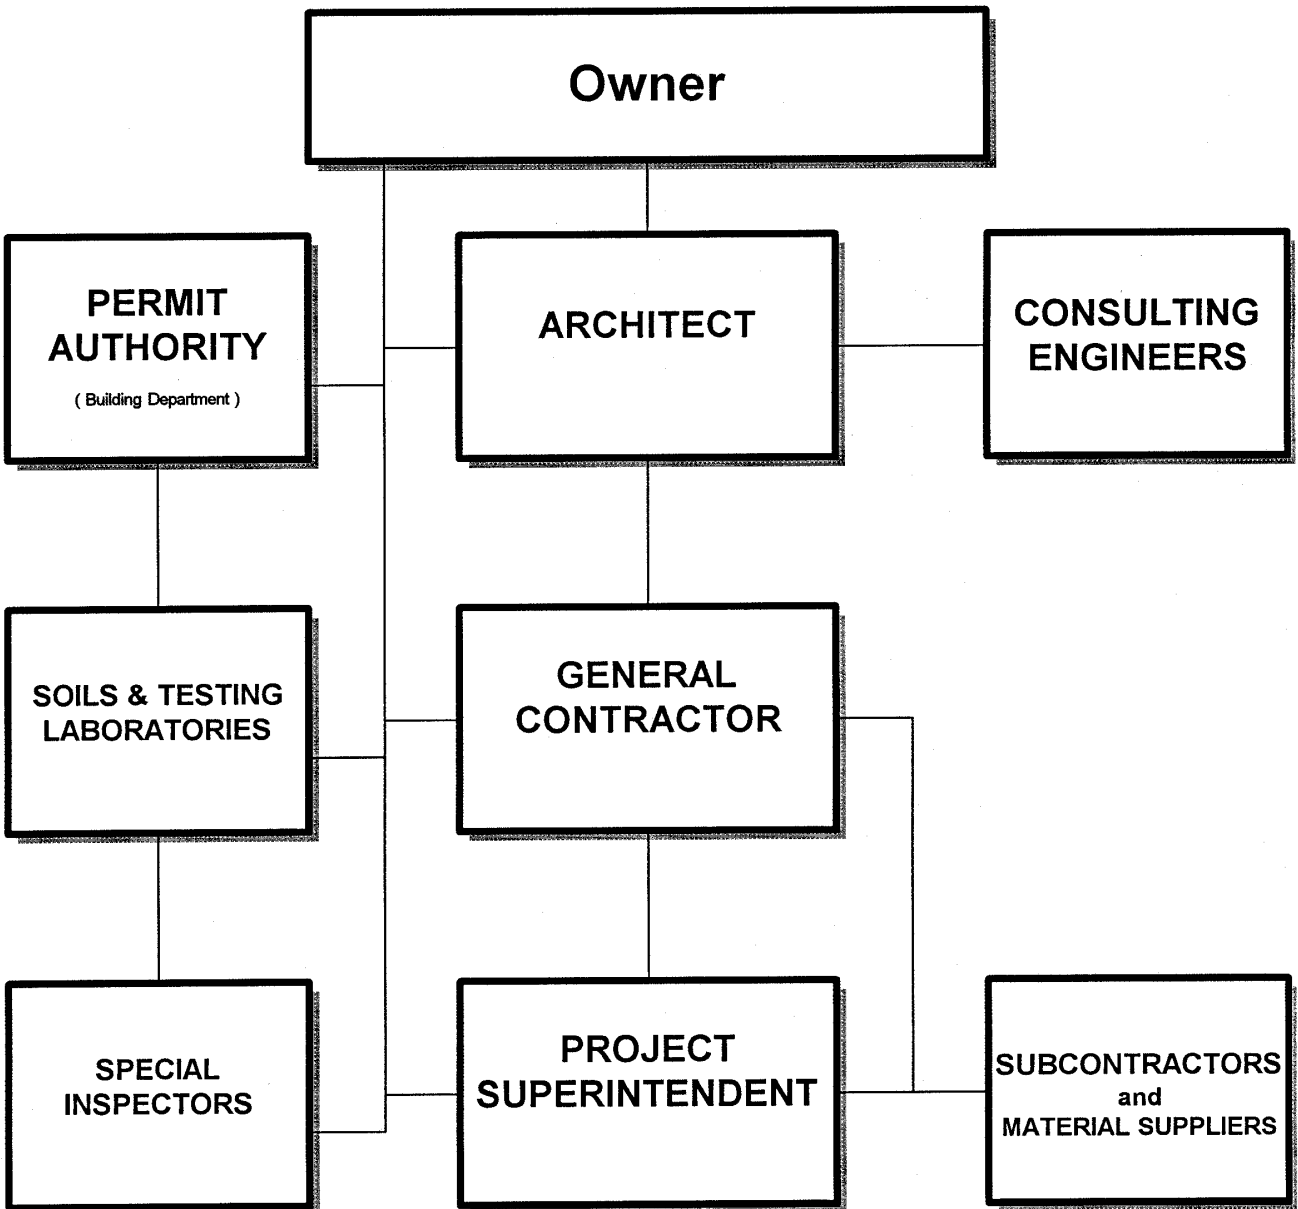 Owner
PERMIT
AUTHORITY
( Building Department )
ARCHITECT
CONSULTING
ENGINEERS
SOILS & TESTING
LABORATORIES
GENERAL
CONTRACTOR
SPECIAL
INSPECTORS
PROJECT
SUPERINTENDENT
SUBCONTRACTORS
and
MATERIAL SUPPLIERS